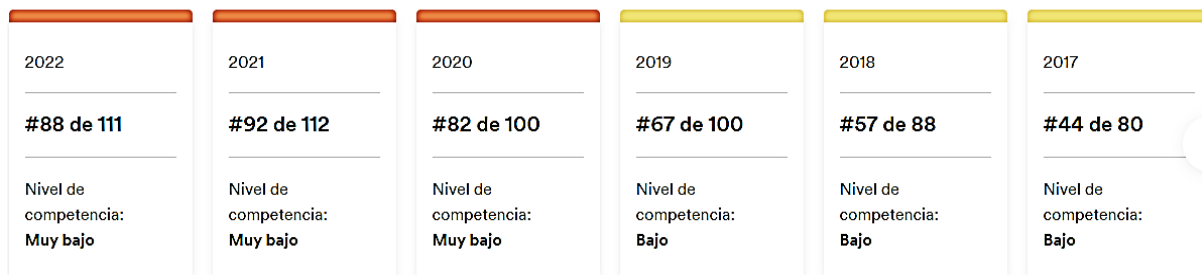 2022
#88 de 111
Nivel de
competencia:
Muy bajo
2021
#92 de 112
Nivel de
competencia:
Muy bajo
2020
#82 de 100
Nivel de
competencia:
Muy bajo
2019
#67 de 100
Nivel de
competencia:
Bajo
2018
#57 de 88
Nivel de
competencia:
Bajo
2017
#44 de 80
Nivel de
competencia:
Bajo